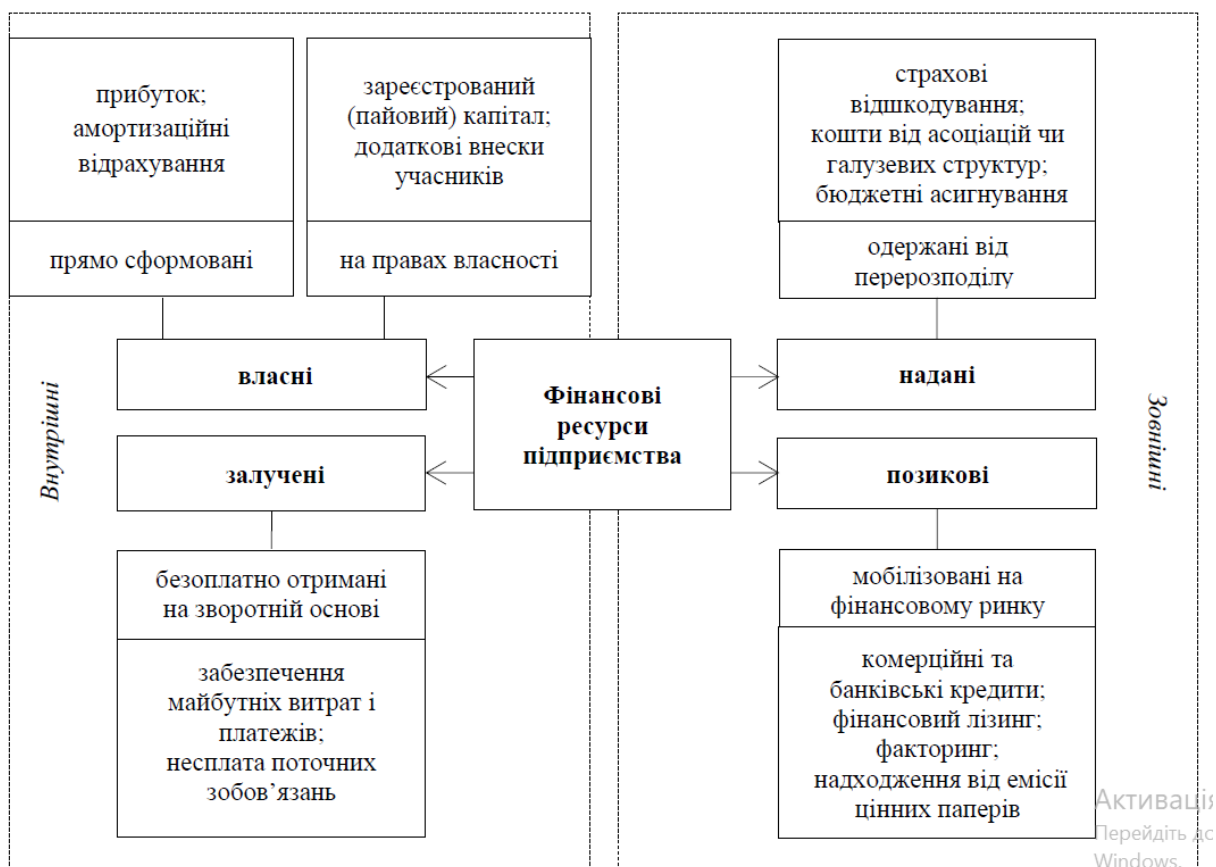 прибуток;
амортизаційні
відрахування
прямо сформовані
зареєстрований
(пайовий) капітал;
додаткові внески
учасників
на правах власності
страхові
відшкодування;
кошти від асоціацій чи
галузевих структур;
бюджетні асигнування
одержані від
перерозподілу
Внутрішні
власні
Фінансові
ресурси
підприємства
надані
Зовнішні
залучені
позикові
безоплатно отримані
на зворотній основі
забезпечення
майбутніх витрат і
платежів;
несплата поточних
зобов’язань
мобілізовані на
фінансовому ринку
комерційні та
банківські кредити;
фінансовий лізинг;
факторинг;
надходження від емісії
цінних паперів
Активація
Перейдіть до
Windows.